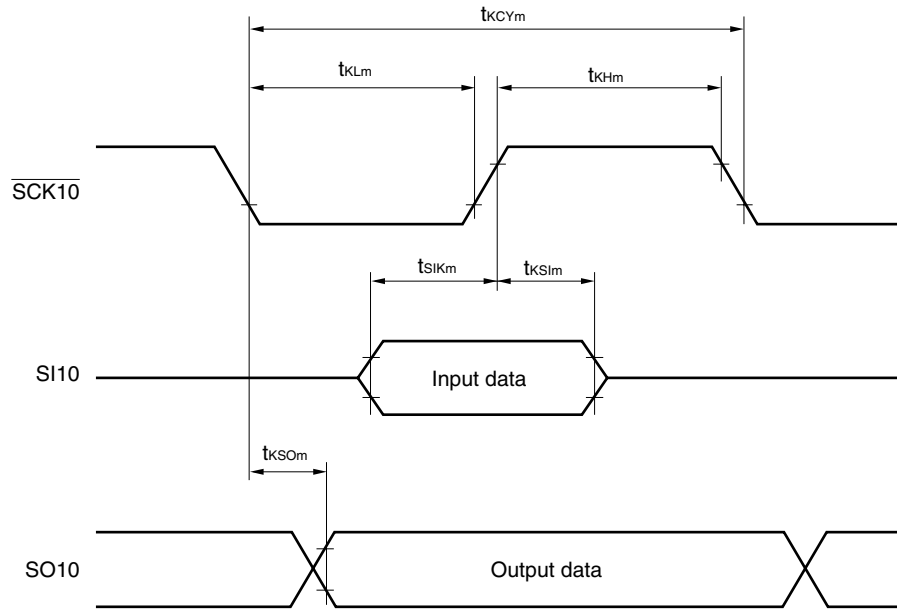 tKCYm
tKLm
tKHm
SCK10
tSIKm
tKSIm
SI10
Input data
tKSOm
SO10
Output data